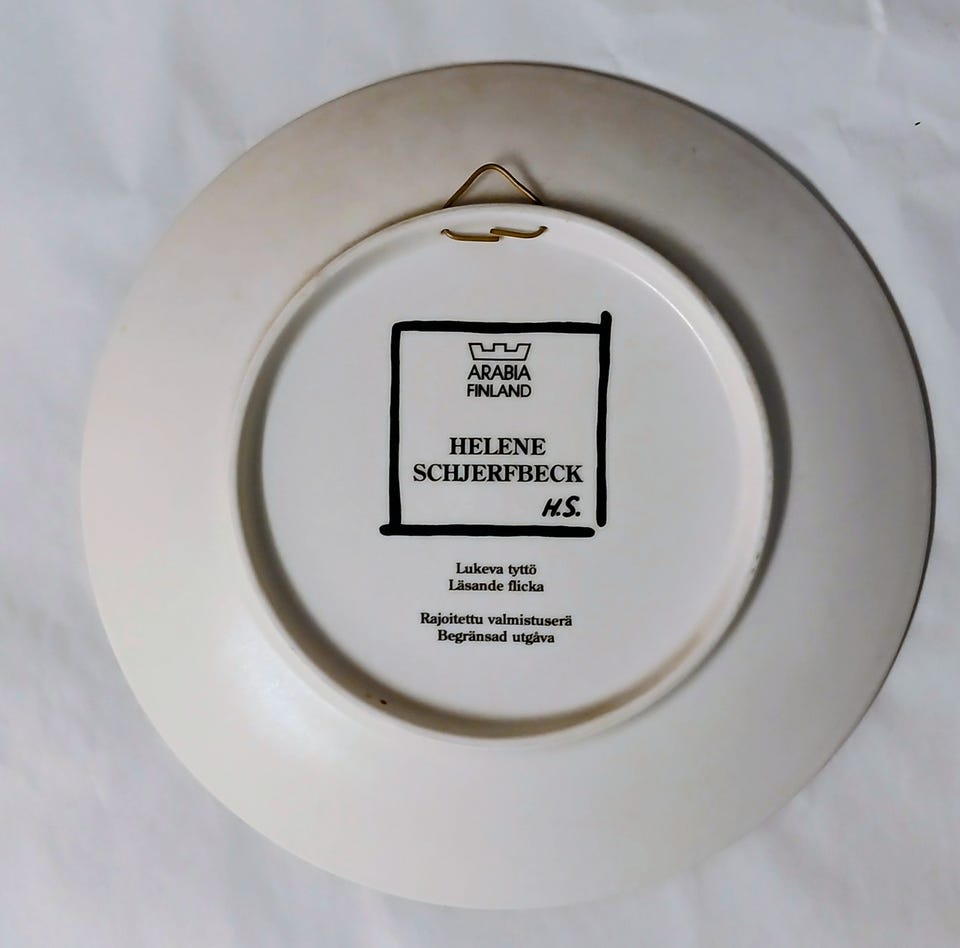 ARABIA
FINLAND
HELENE
SCHJERFBECK
H.S.
Lukeva tyttö
Läsande flicka
Rajoitettu valmistuserä
Begränsad utgåva